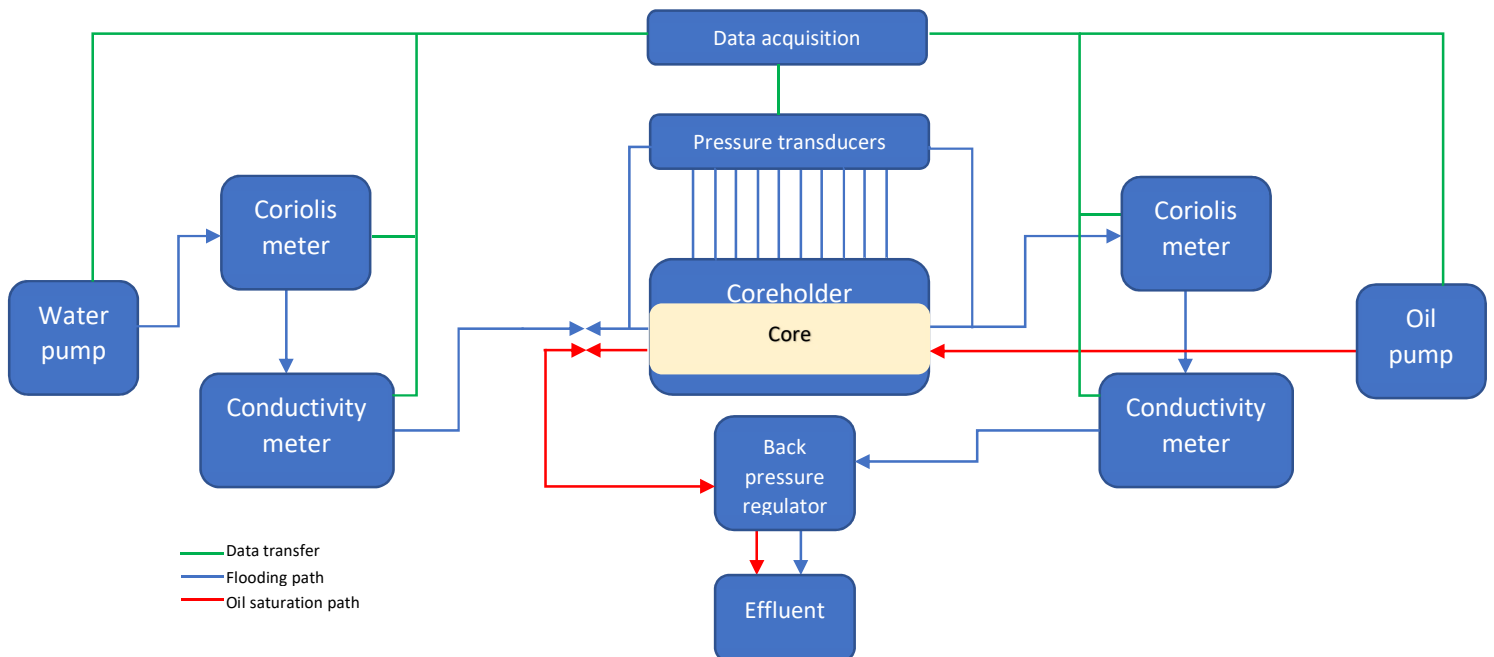 Data acquisition
Pressure transducers
Coriolis
meter
Coriolis
meter
Water
pump
Coreholder
Core
Oil
pump
Conductivity
meter
Conductivity
meter
Back
pressure
regulator
Data transfer
Flooding path
Oil saturation path
Effluent